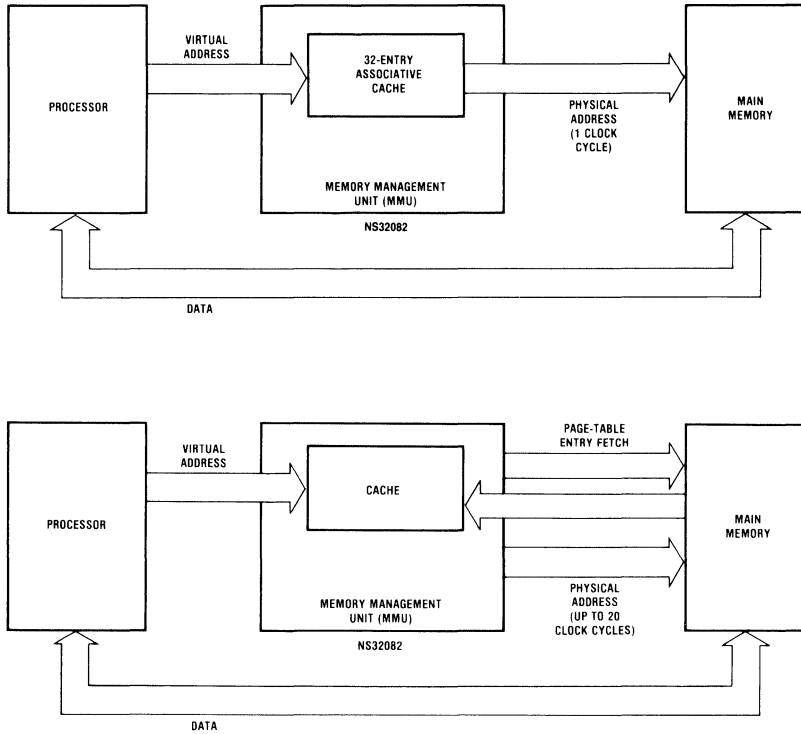 PROCESSOR
VIRTUAL
ADDRESS
32-ENTRY
ASSOCIATIVE
CACHE
MEMORY MANAGEMENT
UNIT (MMU)
NS32082
PHYSICAL
ADDRESS
(1 CLOCK
CYCLE)
MAIN
MEMORY
DATA
PROCESSOR
VIRTUAL
ADDRESS
CACHE
MEMORY MANAGEMENT
UNIT (MMU)
NS32082
PAGE-TABLE
ENTRY FETCH
PHYSICAL
ADDRESS
(UP TO 20
CLOCK CYCLES)
MAIN
MEMORY
DATA